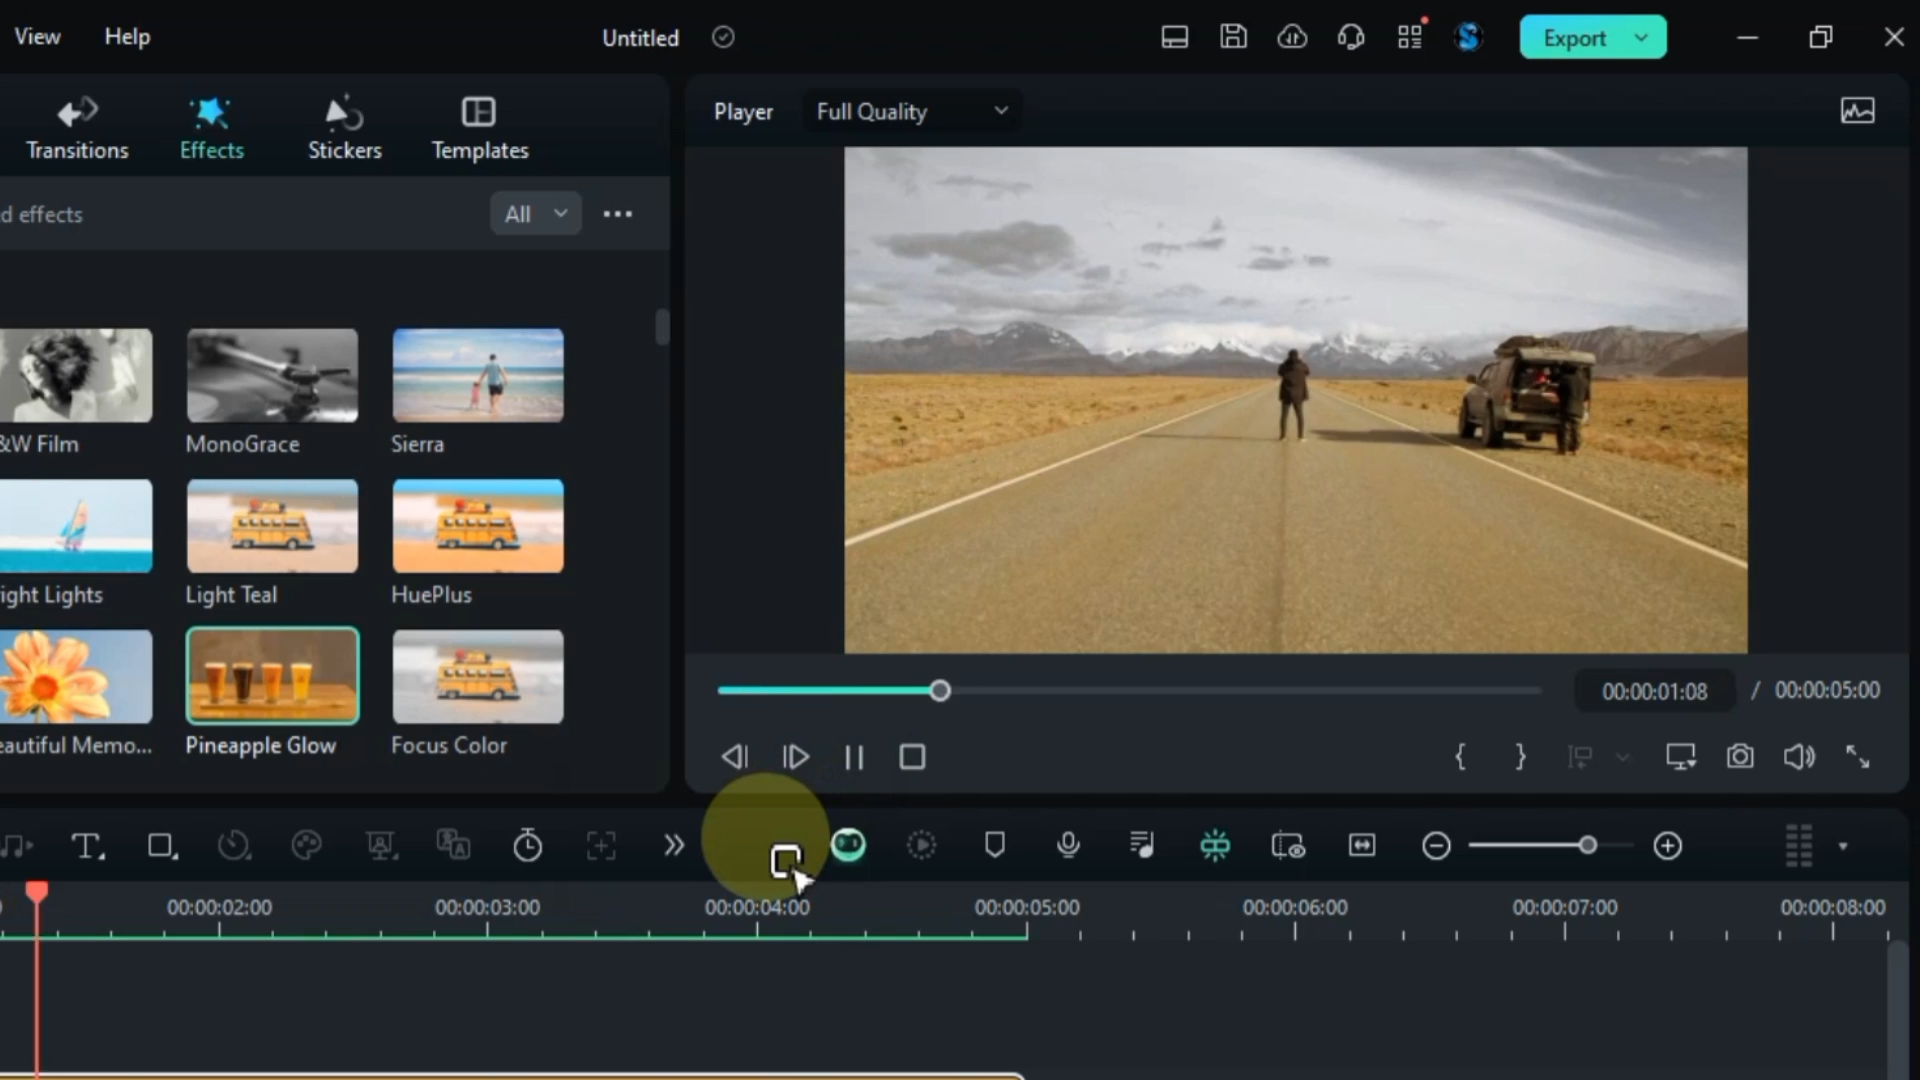 View Help Untitled Export
Transitions Effects Stickers Templates
Player Full Quality
d effects All
&W Film MonoGrace Sierra
ight Lights Light Teal HuePlus
eautiful Memo... Pineapple Glow Focus Color
00:00:01:08 / 00:00:05:00
00:00:02:00 00:00:03:00 00:00:04:00 00:00:05:00 00:00:06:00 00:00:07:00 00:00:08:00